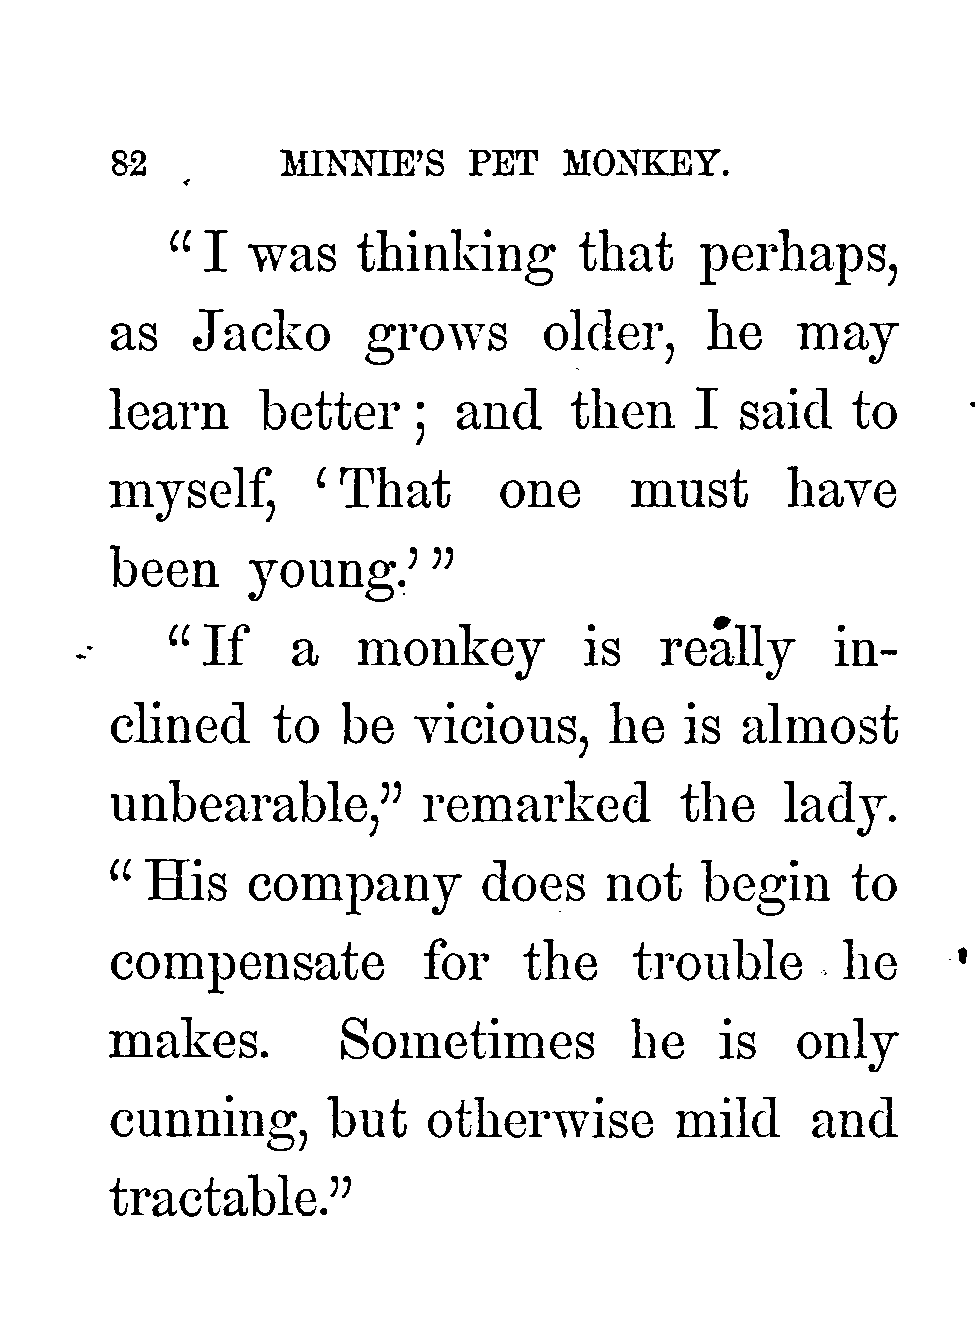 82 MINNIE'S PET MONKEY.
“I was thinking that perhaps,
as Jacko grows older, he may
learn better; and then I said to
myself, ‘That one must have
been young.’”
“If a monkey is really in-
clined to be vicious, he is almost
unbearable,” remarked the lady.
“His company does not begin to
compensate for the trouble he
makes. Sometimes he is only
cunning, but otherwise mild and
tractable.”